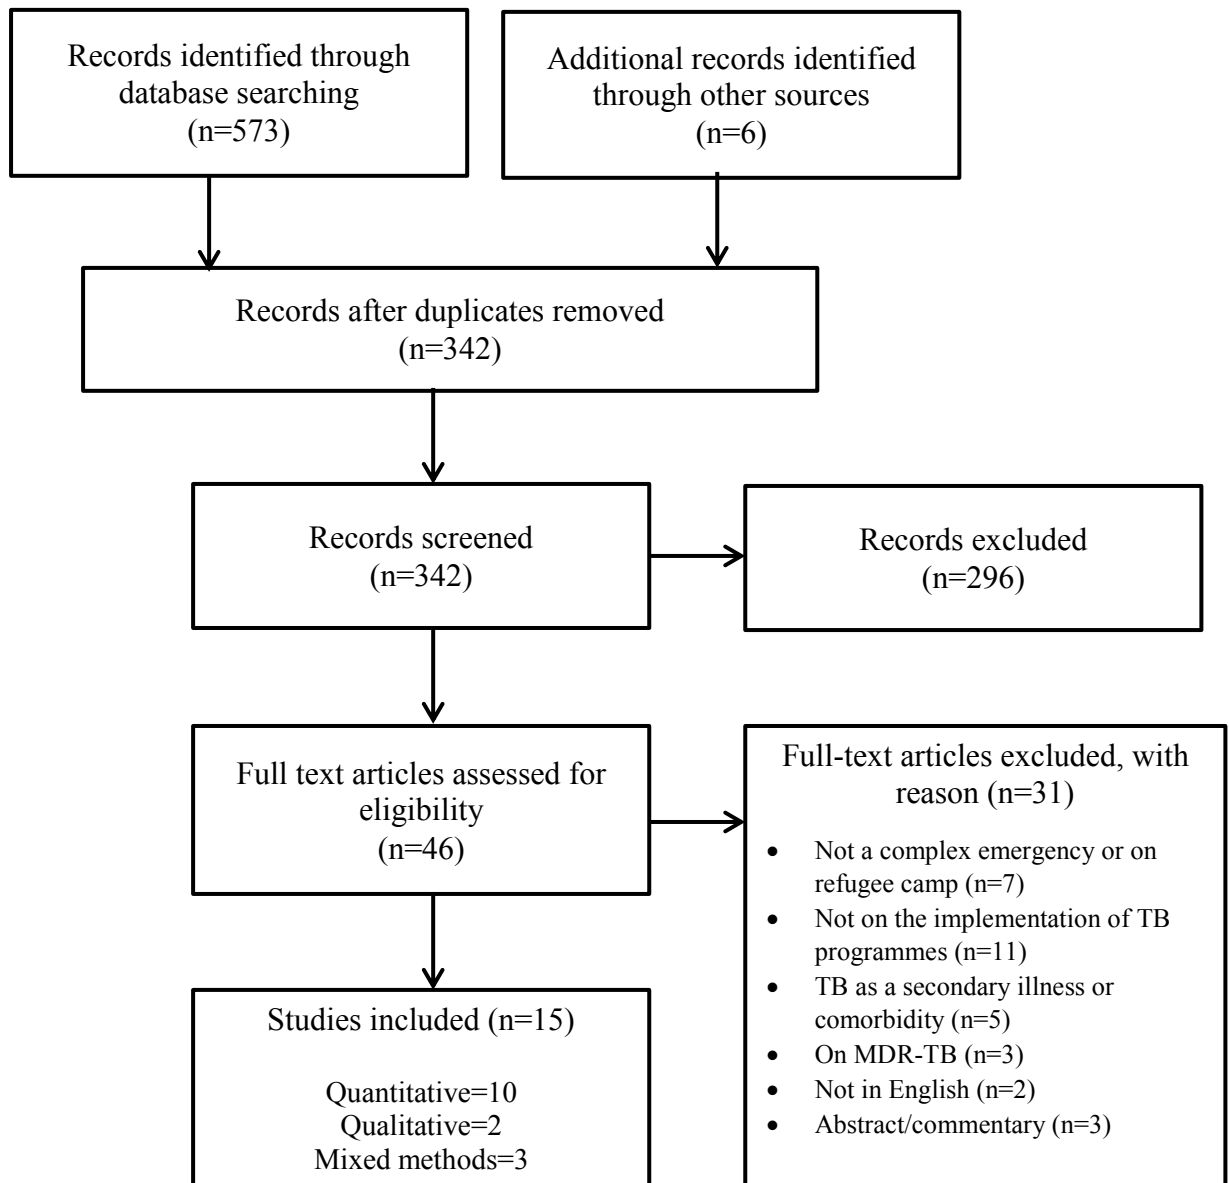 Records identified through
database searching
(n=573)
Additional records identified
through other sources
(n=6)
Records after duplicates removed
(n=342)
Records screened
(n=342)
Records excluded
(n=296)
Full text articles assessed for
eligibility
(n=46)
Full-text articles excluded, with
reason (n=31)
• Not a complex emergency or on
refugee camp (n=7)
• Not on the implementation of TB
programmes (n=11)
• TB as a secondary illness or
comorbidity (n=5)
• On MDR-TB (n=3)
• Not in English (n=2)
• Abstract/commentary (n=3)
Studies included (n=15)
Quantitative=10
Qualitative=2
Mixed methods=3